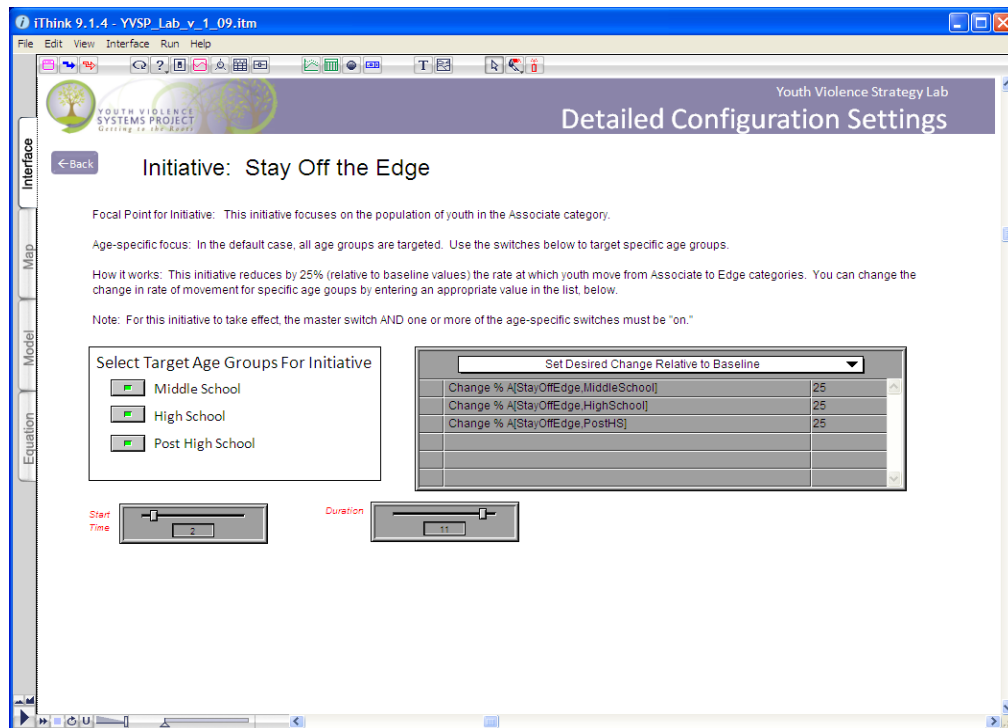 iThink 9.1.4 - YVSP_Lab_v_1_09.itm
File Edit View Interface Run Help
Youth Violence Strategy Lab
YOUTH VIOLENCE
SYSTEMS PROJECT
Getting to the Roots
Detailed Configuration Settings
Interface
Map
Model
Equation
←Back
Initiative: Stay Off the Edge
Focal Point for Initiative: This initiative focuses on the population of youth in the Associate category.
Age-specific focus: In the default case, all age groups are targeted. Use the switches below to target specific age groups.
How it works: This initiative reduces by 25% (relative to baseline values) the rate at which youth move from Associate to Edge categories. You can change the
change in rate of movement for specific age goups by entering an appropriate value in the list, below.
Note: For this initiative to take effect, the master switch AND one or more of the age-specific switches must be "on."
Select Target Age Groups For Initiative
Middle School
High School
Post High School
Set Desired Change Relative to Baseline
Change % A[StayOffEdge,MiddleSchool] 25
Change % A[StayOffEdge,HighSchool] 25
Change % A[StayOffEdge,PostHS] 25
Start
Time
2
Duration
11
U